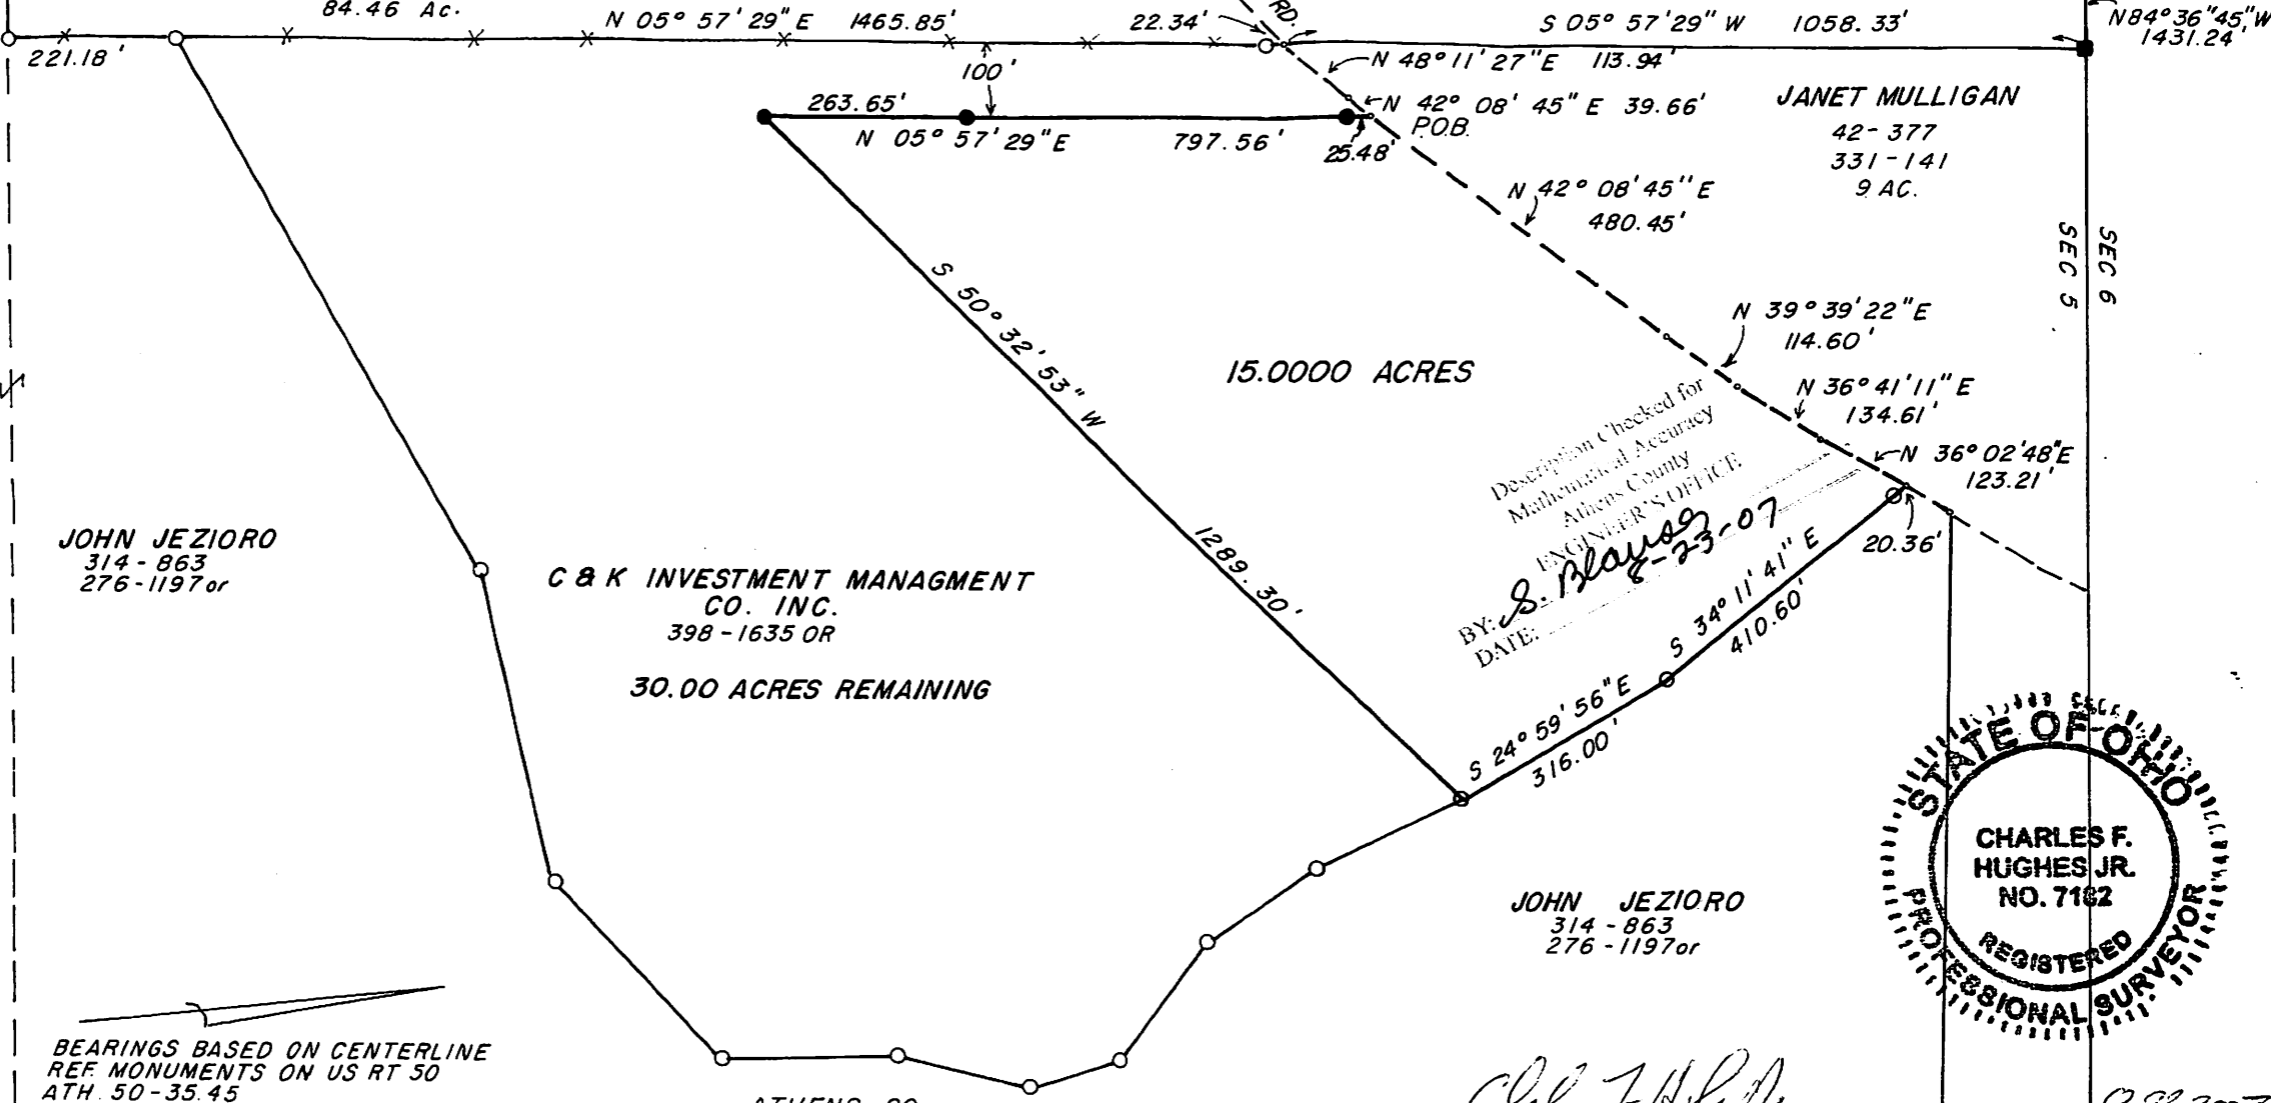 84.46 Ac.
N 05° 57' 29" E 1465.85'
22.34'
RD.
S 05° 57' 29" W 1058.33'
N84° 36" 45," W
1431.24'
221.18'
100'
N 48° 11' 27" E 113.94'
263.65'
N 42° 08' 45" E 39.66'
P.O.B.
JANET MULLIGAN
42-377
331-141
9 AC.
N 05° 57' 29" E 797.56'
25.48'
N 42° 08' 45" E
480.45'
SEC 5
SEC 6
S 50° 32' 53" W
1289.30'
N 39° 39' 22" E
114.60'
15.0000 ACRES
N 36° 41' 11" E
134.61'
N 36° 02' 48" E
123.21'
20.36'
Description Checked for
Mathematical Accuracy
Athens County
ENGINEER'S OFFICE
BY: S.
DATE: 8-23-07
S 34° 11' 41" E
410.60'
S 24° 59' 56" E
316.00'
JOHN JEZIORO
314-863
276-1197or
C & K INVESTMENT MANAGMENT
CO. INC.
398-1635 OR
30.00 ACRES REMAINING
STATE OF OHIO
CHARLES F.
HUGHES JR.
NO. 7182
REGISTERED
PROFESSIONAL SURVEYOR
JOHN JEZIORO
314-863
276-1197or
BEARINGS BASED ON CENTERLINE
REF. MONUMENTS ON US RT 50
ATH. 50-35.45